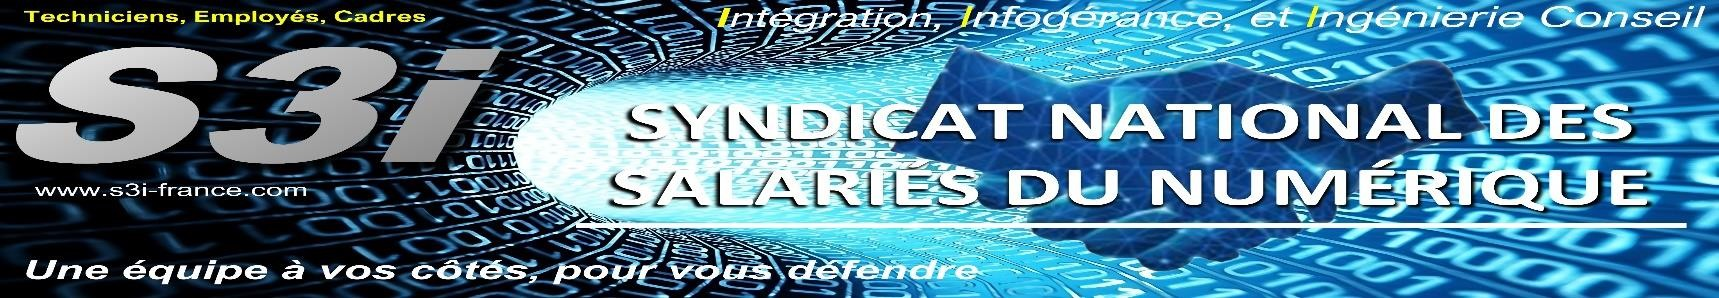 Techniciens, Employés, Cadres
Intégration, Infogérance, et Ingénierie Conseil
S3i
SYNDICAT NATIONAL DES
SALARIÉS DU NUMÉRIQUE
www.s3i-france.com
Une équipe à vos côtés, pour vous défendre